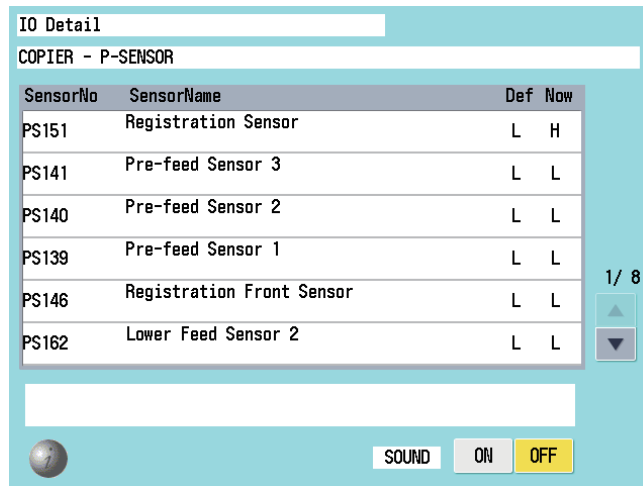 IO Detail
COPIER - P-SENSOR
SensorNo SensorName Def Now
PS151 Registration Sensor L H
PS141 Pre-feed Sensor 3 L L
PS140 Pre-feed Sensor 2 L L
PS139 Pre-feed Sensor 1 L L
PS146 Registration Front Sensor L L
PS162 Lower Feed Sensor 2 L L
1/ 8
i
SOUND ON OFF